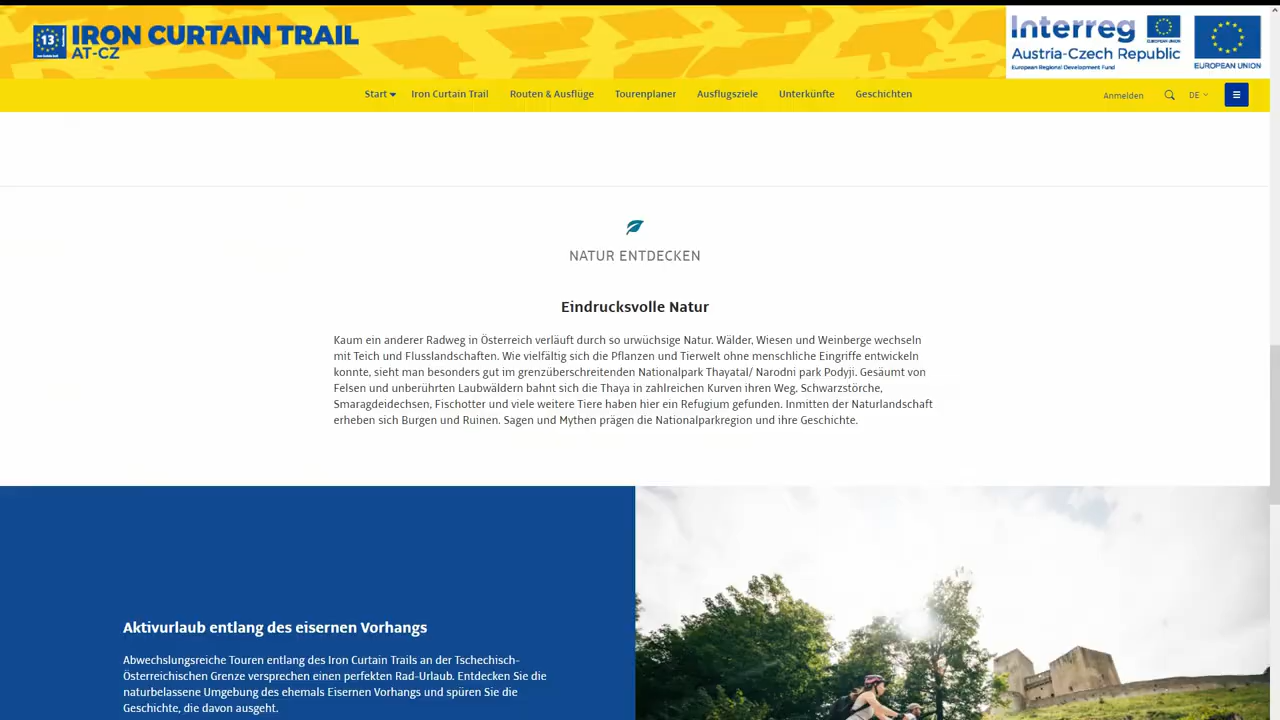 13
Iron Curtain Trail
IRON CURTAIN TRAIL
AT-CZ
Interreg
EUROPEAN UNION
Austria-Czech Republic
European Regional Development Fund
EUROPEAN UNION
Start
Iron Curtain Trail
Routen & Ausflüge
Tourenplaner
Ausflugsziele
Unterkünfte
Geschichten
Anmelden
DE
NATUR ENTDECKEN
Eindrucksvolle Natur
Kaum ein anderer Radweg in Österreich verläuft durch so urwüchsige Natur. Wälder, Wiesen und Weinberge wechseln
mit Teich und Flusslandschaften. Wie vielfältig sich die Pflanzen und Tierwelt ohne menschliche Eingriffe entwickeln
konnte, sieht man besonders gut im grenzüberschreitenden Nationalpark Thayatal/ Narodni park Podyji. Gesäumt von
Felsen und unberührten Laubwäldern bahnt sich die Thaya in zahlreichen Kurven ihren Weg. Schwarzstörche,
Smaragdeidechsen, Fischotter und viele weitere Tiere haben hier ein Refugium gefunden. Inmitten der Naturlandschaft
erheben sich Burgen und Ruinen. Sagen und Mythen prägen die Nationalparkregion und ihre Geschichte.
Aktivurlaub entlang des eisernen Vorhangs
Abwechslungsreiche Touren entlang des Iron Curtain Trails an der Tschechisch-
Österreichischen Grenze versprechen einen perfekten Rad-Urlaub. Entdecken Sie die
naturbelassene Umgebung des ehemals Eisernen Vorhangs und spüren Sie die
Geschichte, die davon ausgeht.